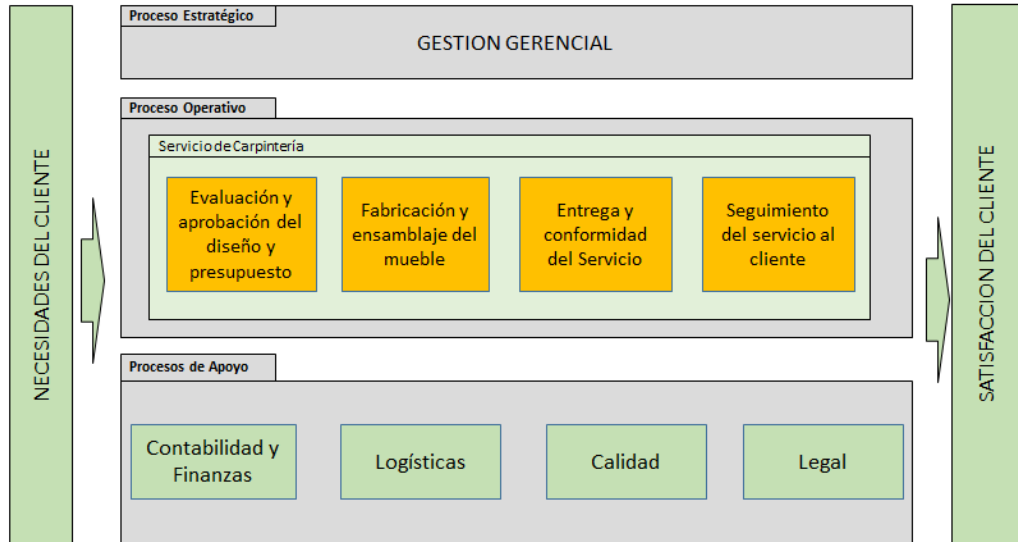 Proceso Estratégico
GESTION GERENCIAL
NECESIDADES DEL CLIENTE
Proceso Operativo
Servicio de Carpintería
Evaluación y
aprobación del
diseño y
presupuesto
Fabricación y
ensamblaje del
mueble
Entrega y
conformidad
del Servicio
Seguimiento
del servicio al
cliente
Procesos de Apoyo
Contabilidad y
Finanzas
Logísticas
Calidad
Legal
SATISFACCION DEL CLIENTE